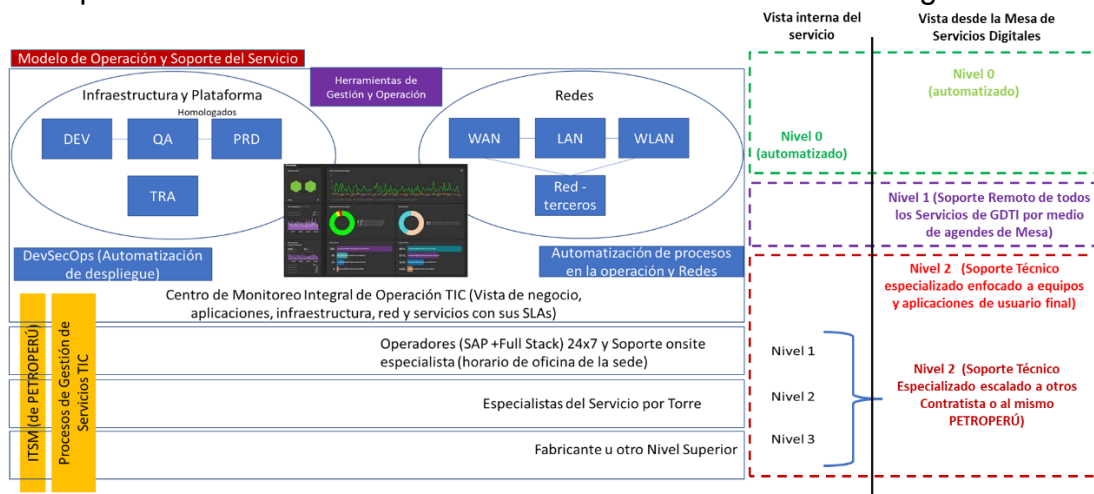 Vista interna del
servicio
Vista desde la Mesa de
Servicios Digitales
Modelo de Operación y Soporte del Servicio
Herramientas de
Gestión y Operación
Infraestructura y Plataforma
Homologados
DEV
QA
PRD
TRA
Redes
WAN
LAN
WLAN
Red -
terceros
DevSecOps (Automatización
de despliegue)
Automatización de procesos
en la operación y Redes
Centro de Monitoreo Integral de Operación TIC (Vista de negocio,
aplicaciones, infraestructura, red y servicios con sus SLAs)
ITSM (de PETROPERÚ)
Procesos de Gestión de
Servicios TIC
Operadores (SAP +Full Stack) 24x7 y Soporte onsite
especialista (horario de oficina de la sede)
Especialistas del Servicio por Torre
Fabricante u otro Nivel Superior
Nivel 0
(automatizado)
Nivel 0
(automatizado)
Nivel 1 (Soporte Remoto de todos
los Servicios de GDTI por medio
de agendes de Mesa)
Nivel 2 (Soporte Técnico
especializado enfocado a equipos
y aplicaciones de usuario final)
Nivel 1
Nivel 2
Nivel 3
Nivel 2 (Soporte Técnico
Especializado escalado a otros
Contratista o al mismo
PETROPERÚ)